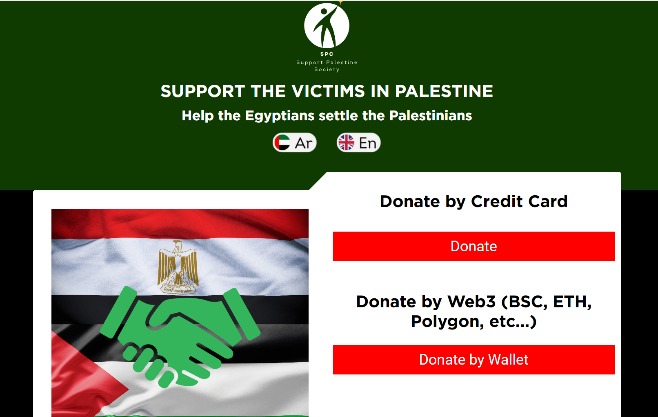 SPC
Support Palestine
Society
SUPPORT THE VICTIMS IN PALESTINE
Help the Egyptians settle the Palestinians
Ar
En
Donate by Credit Card
Donate
Donate by Web3 (BSC, ETH,
Polygon, etc...)
Donate by Wallet